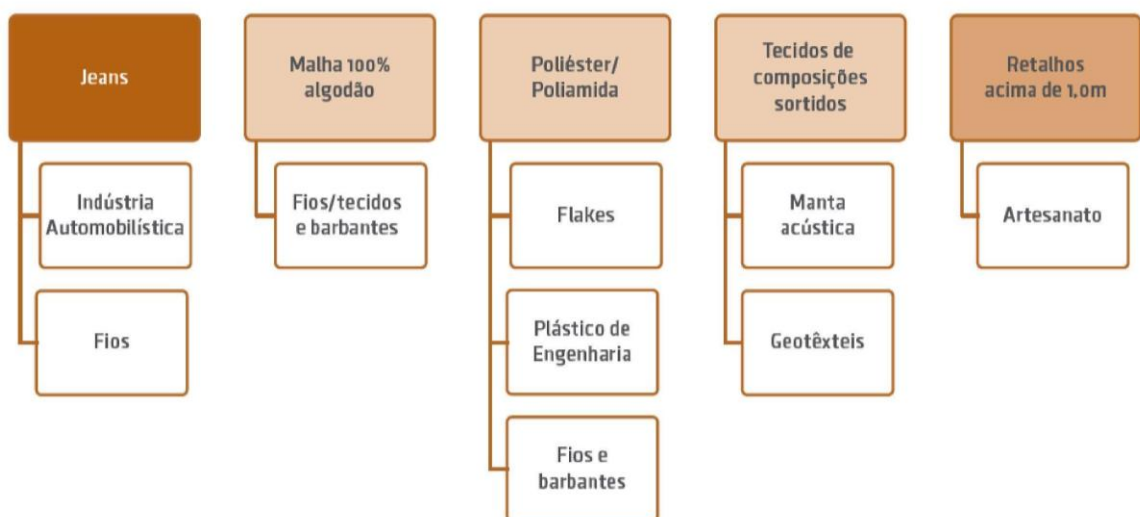 Jeans
Malha 100%
algodão
Poliéster/
Poliamida
Tecidos de
composições
sortidos
Retalhos
acima de 1,0m
Indústria
Automobilística
Fios/tecidos
e barbantes
Flakes
Manta
acústica
Artesanato
Fios
Plástico de
Engenharia
Geotêxteis
Fios e
barbantes